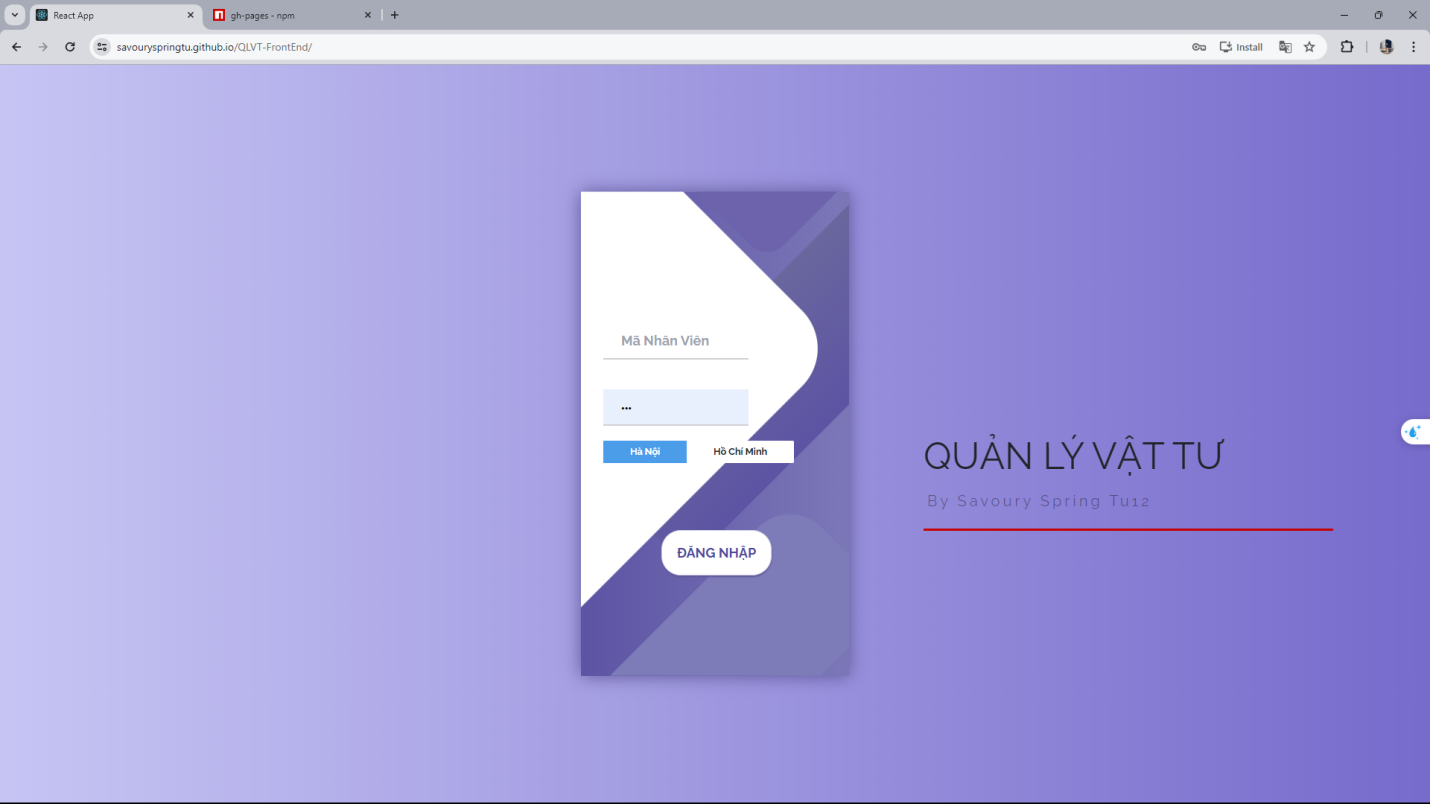 React App
gh-pages - npm
savouryspringtu.github.io/QLVT-FrontEnd/
Install
Mã Nhân Viên
•••
Hà Nội
Hồ Chí Minh
ĐĂNG NHẬP
QUẢN LÝ VẬT TƯ
By Savoury Spring Tu12